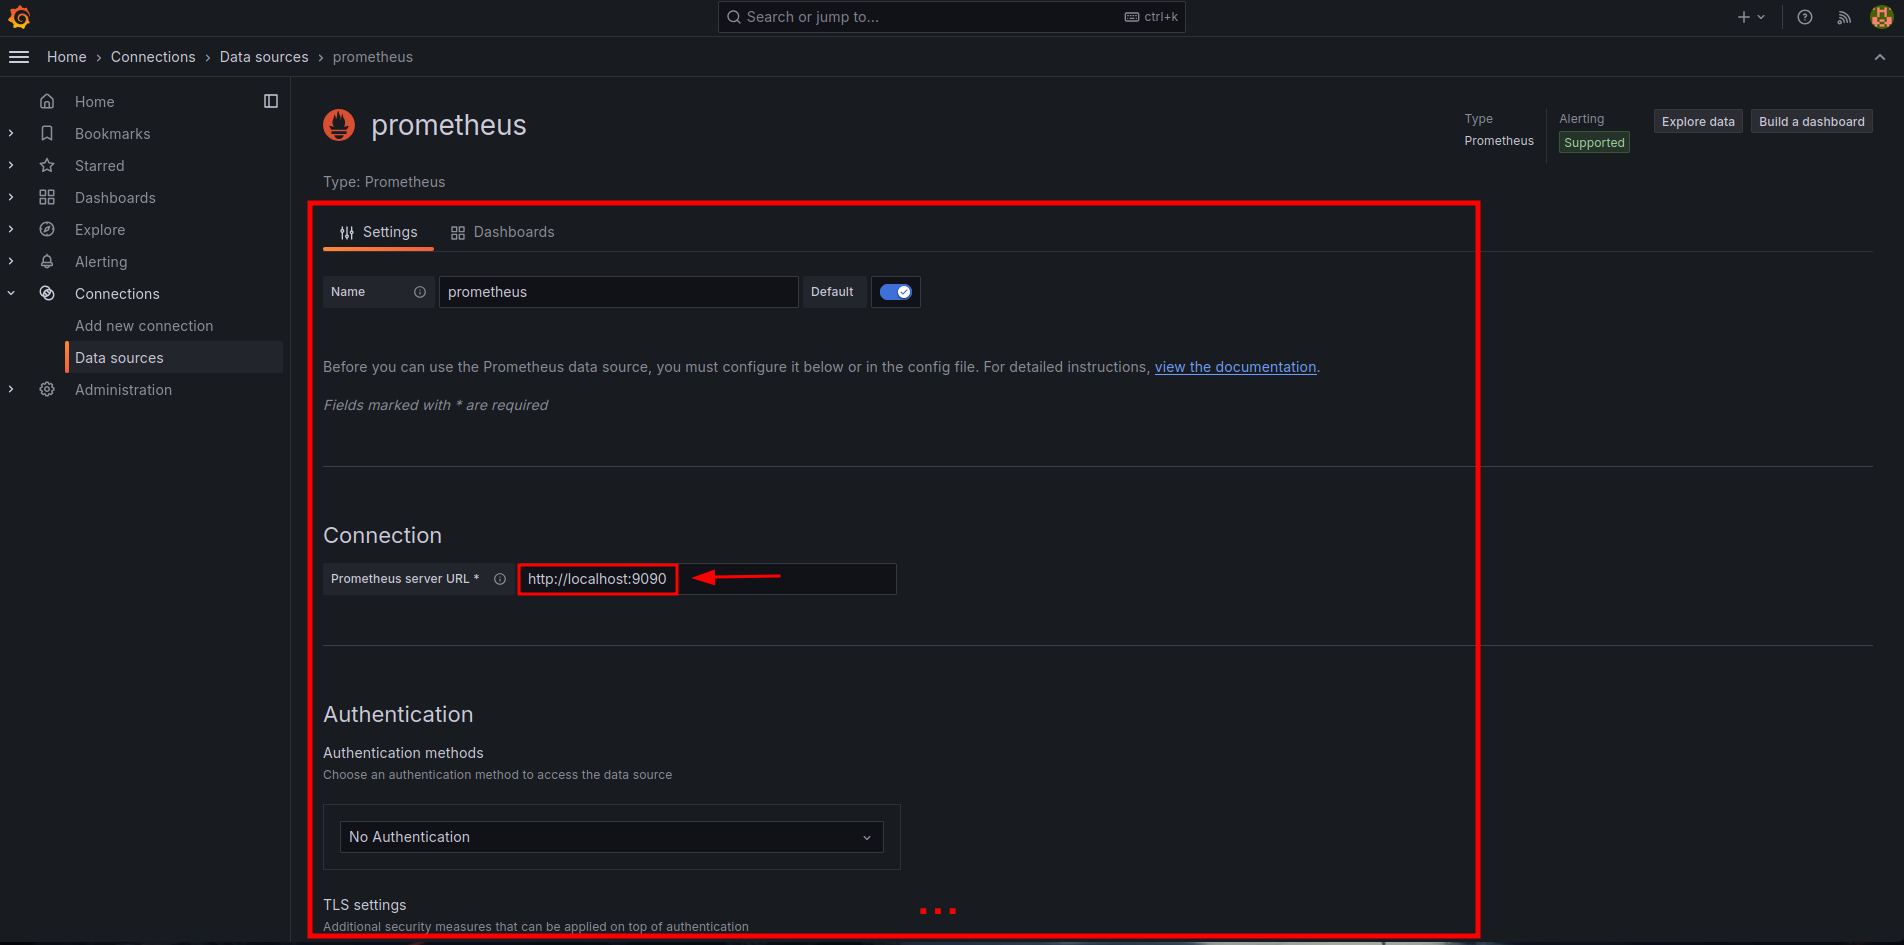 Search or jump to...
ctrl+k
Home › Connections › Data sources › prometheus
Home
Bookmarks
Starred
Dashboards
Explore
Alerting
Connections
Add new connection
Data sources
Administration
prometheus
Type
Prometheus
Alerting
Supported
Explore data
Build a dashboard
Type: Prometheus
Settings
Dashboards
Name
prometheus
Default
Before you can use the Prometheus data source, you must configure it below or in the config file. For detailed instructions, view the documentation.
Fields marked with * are required
Connection
Prometheus server URL *
http://localhost:9090
Authentication
Authentication methods
Choose an authentication method to access the data source
No Authentication
TLS settings
...
Additional security measures that can be applied on top of authentication